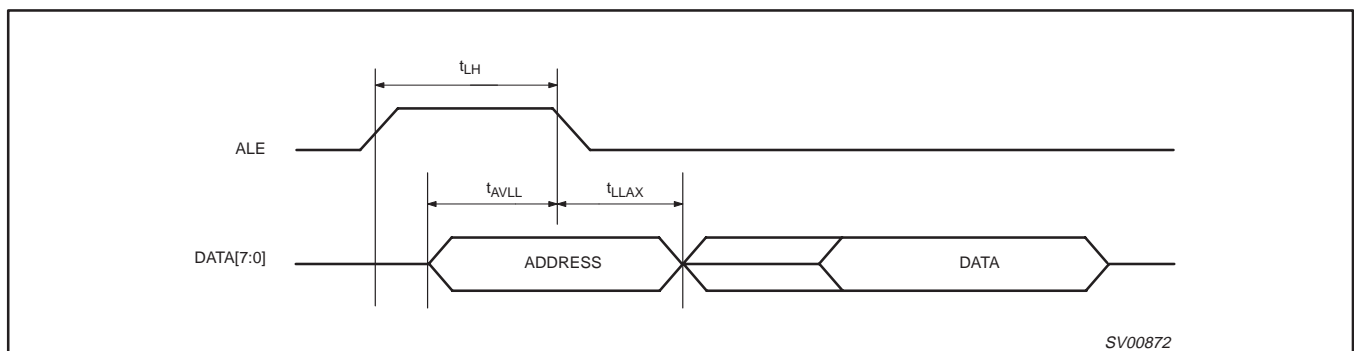 tLH
ALE
tAVLL
tLLAX
DATA[7:0]
ADDRESS
DATA
SV00872